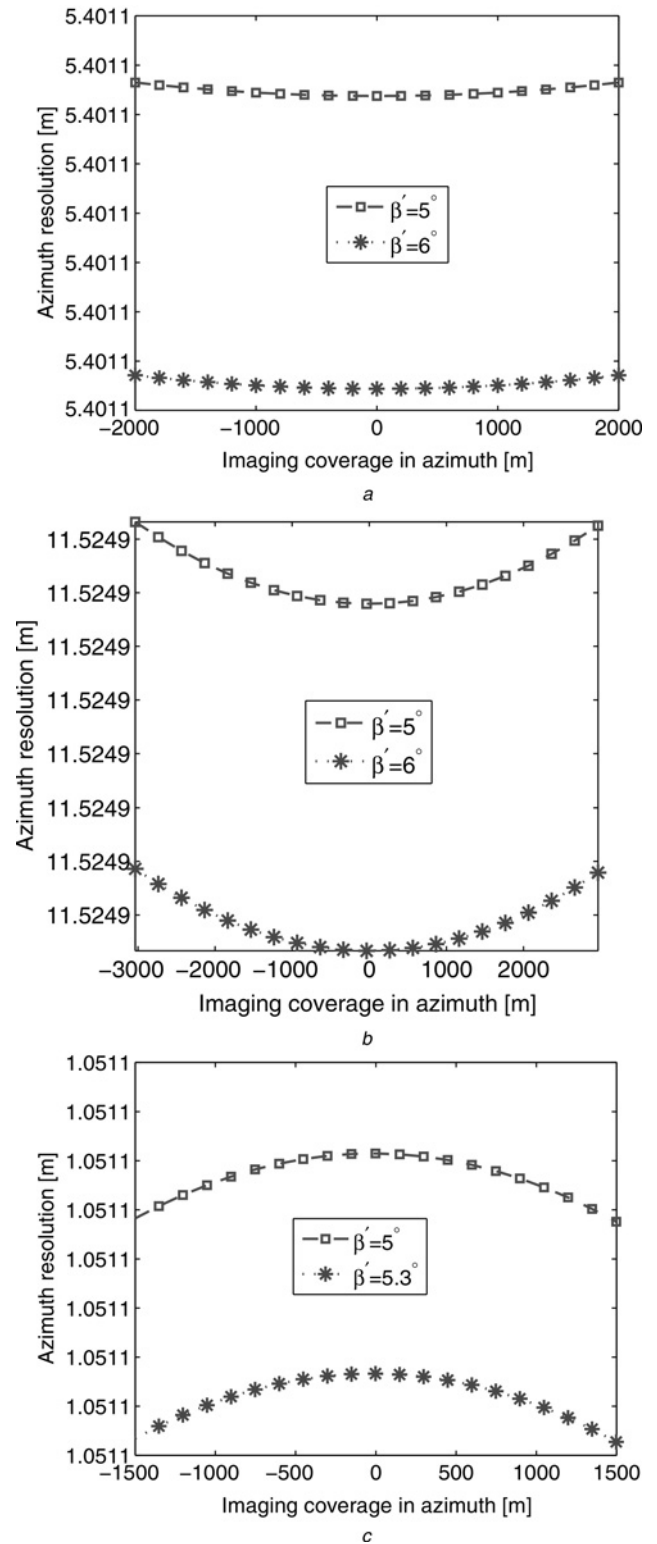 5.4011
5.4011
5.4011
5.4011
5.4011
5.4011
5.4011
5.4011
5.4011
Azimuth resolution [m]
β′=5°
β′=6°
−2000 −1000 0 1000 2000
Imaging coverage in azimuth [m]
a
11.5249
11.5249
11.5249
11.5249
11.5249
11.5249
11.5249
11.5249
Azimuth resolution [m]
β′=5°
β′=6°
−3000 −2000 −1000 0 1000 2000
Imaging coverage in azimuth [m]
b
1.0511
1.0511
1.0511
1.0511
1.0511
1.0511
1.0511
1.0511
1.0511
Azimuth resolution [m]
β′=5°
β′=5.3°
−1500 −1000 −500 0 500 1000 1500
Imaging coverage in azimuth [m]
c